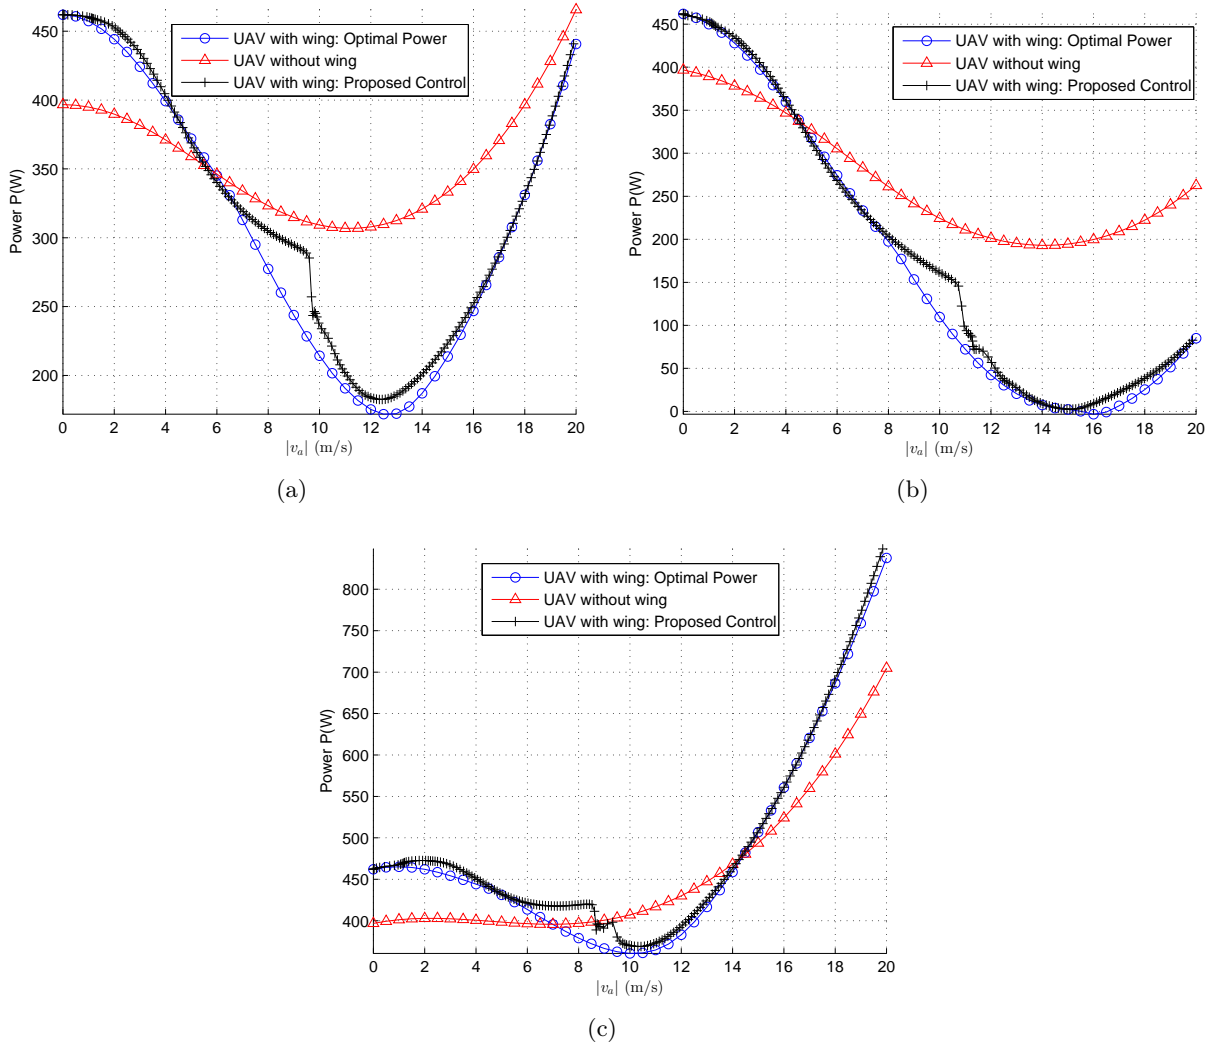 450
400
350
300
250
200
Power P(W)
UAV with wing: Optimal Power
UAV without wing
UAV with wing: Proposed Control
0 2 4 6 8 10 12 14 16 18 20
|v_a| (m/s)
(a)
450
400
350
300
250
200
150
100
50
0
Power P(W)
UAV with wing: Optimal Power
UAV without wing
UAV with wing: Proposed Control
0 2 4 6 8 10 12 14 16 18 20
|v_a| (m/s)
(b)
800
750
700
650
600
550
500
450
400
Power P(W)
UAV with wing: Optimal Power
UAV without wing
UAV with wing: Proposed Control
0 2 4 6 8 10 12 14 16 18 20
|v_a| (m/s)
(c)